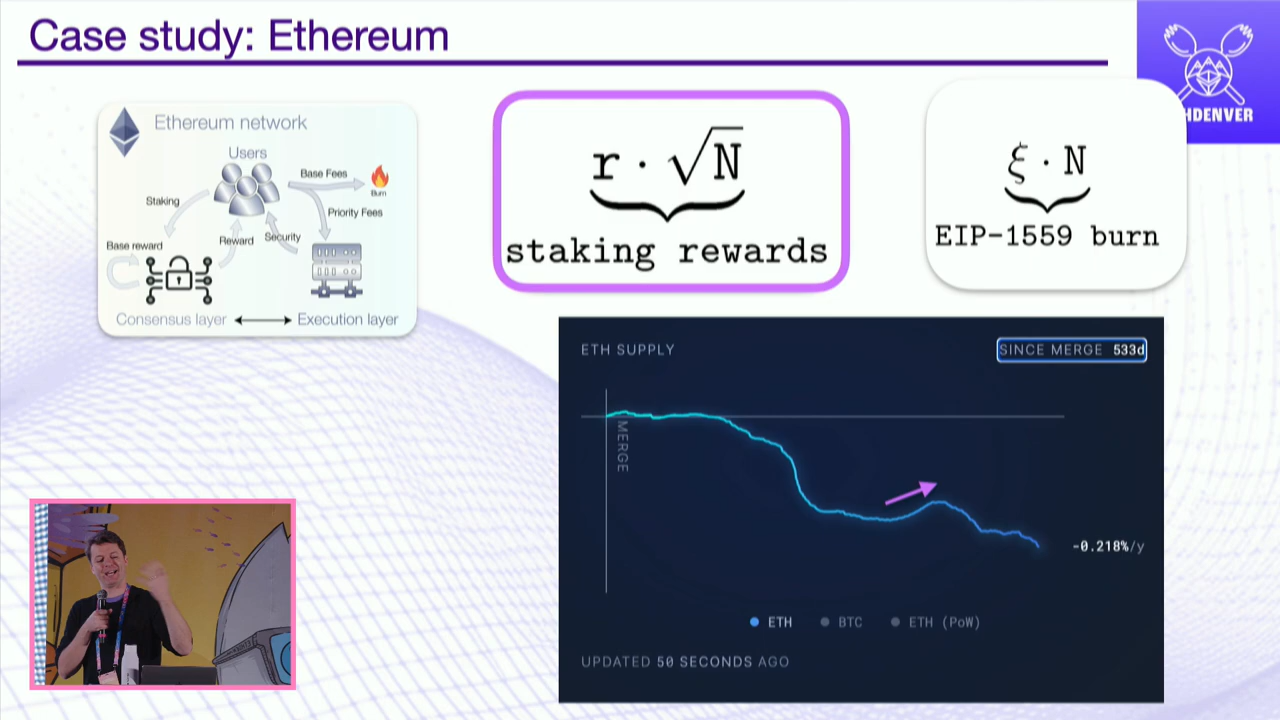 Case study: Ethereum
HDENVER
Ethereum network
Users
Base Fees
Burn
Staking
Priority Fees
Base reward
Reward
Security
Consensus layer
Execution layer
r · √N
staking rewards
ξ · N
EIP-1559 burn
ETH SUPPLY
SINCE MERGE 533d
MERGE
-0.218%/y
ETH
BTC
ETH (PoW)
UPDATED 50 SECONDS AGO